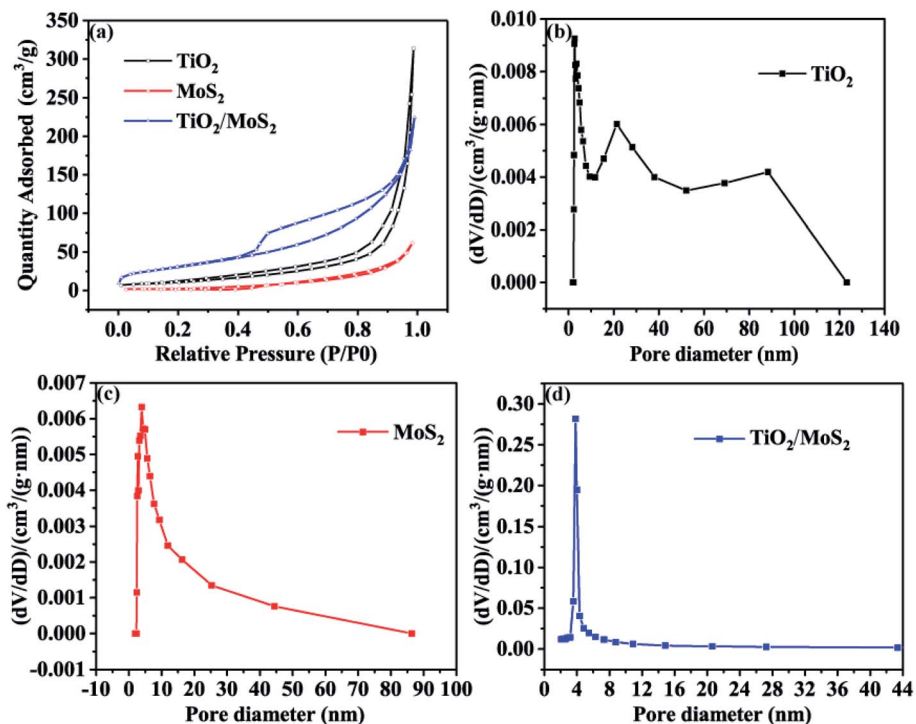 (a)
350
300
250
200
150
100
50
0
Quantity Adsorbed (cm³/g)
TiO₂
MoS₂
TiO₂/MoS₂
0.0 0.2 0.4 0.6 0.8 1.0
Relative Pressure (P/P0)
(b)
0.010
0.008
0.006
0.004
0.002
0.000
(dV/dD)/(cm³/(g·nm))
TiO₂
0 20 40 60 80 100 120 140
Pore diameter (nm)
(c)
0.007
0.006
0.005
0.004
0.003
0.002
0.001
0.000
-0.001
(dV/dD)/(cm³/(g·nm))
MoS₂
-10 0 10 20 30 40 50 60 70 80 90 100
Pore diameter (nm)
(d)
0.30
0.25
0.20
0.15
0.10
0.05
0.00
(dV/dD)/(cm³/(g·nm))
TiO₂/MoS₂
0 4 8 12 16 20 24 28 32 36 40 44
Pore diameter (nm)